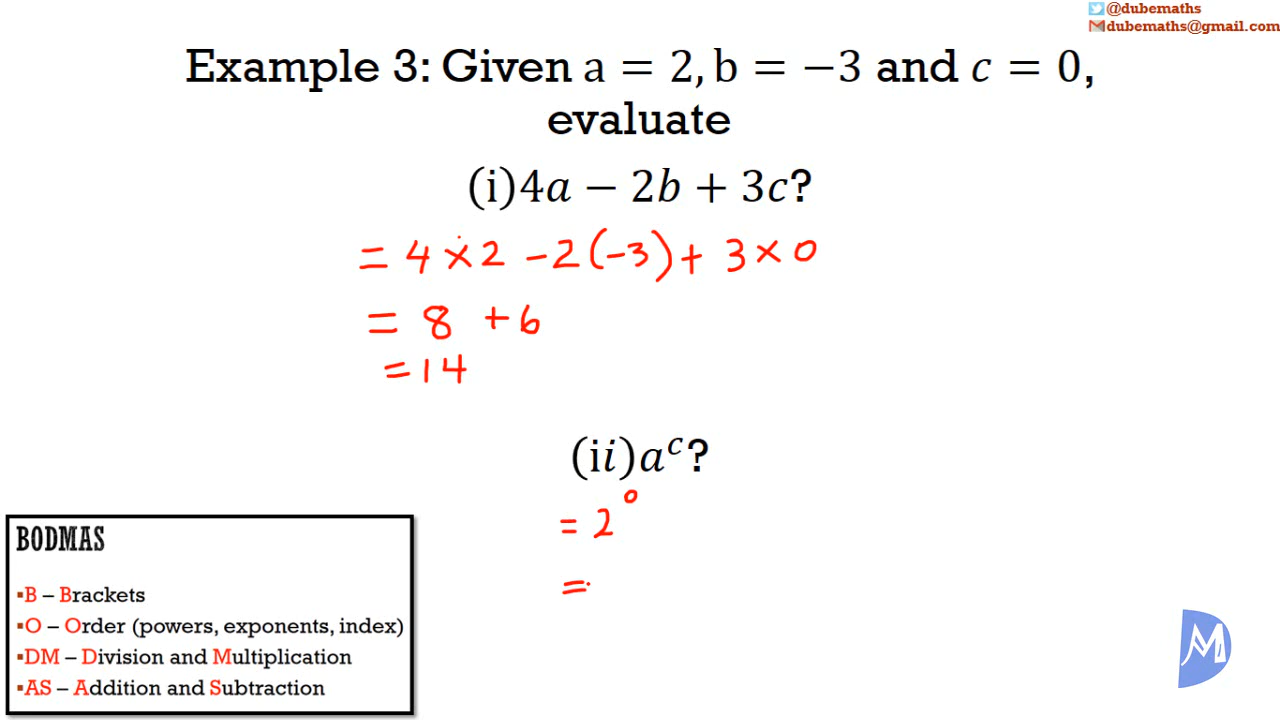 @dubemaths
dubemaths@gmail.com
Example 3: Given a = 2, b = −3 and c = 0,
evaluate
(i)4a − 2b + 3c?
= 4 × 2 − 2(−3) + 3 × 0
= 8 + 6
= 14
(ii)a^c?
= 2^0
=
BODMAS
▪B – Brackets
▪O – Order (powers, exponents, index)
▪DM – Division and Multiplication
▪AS – Addition and Subtraction
DM